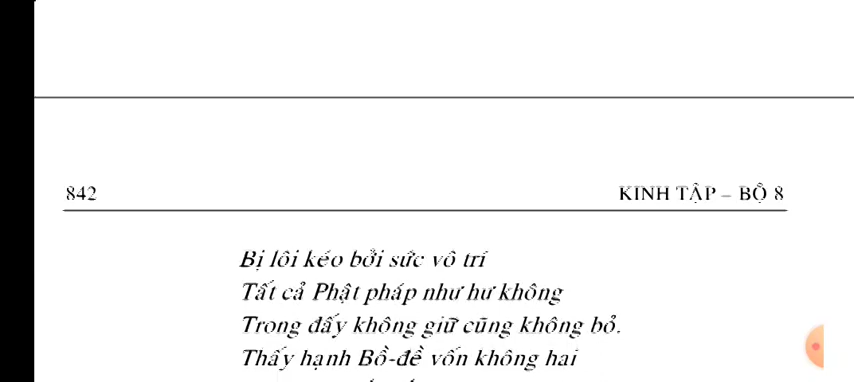 842
KINH TẬP – BỘ 8
Bị lôi kéo bởi sức vô trí
Tất cả Phật pháp như hư không
Trong đấy không giữ cũng không bỏ.
Thấy hạnh Bồ-đề vốn không hai